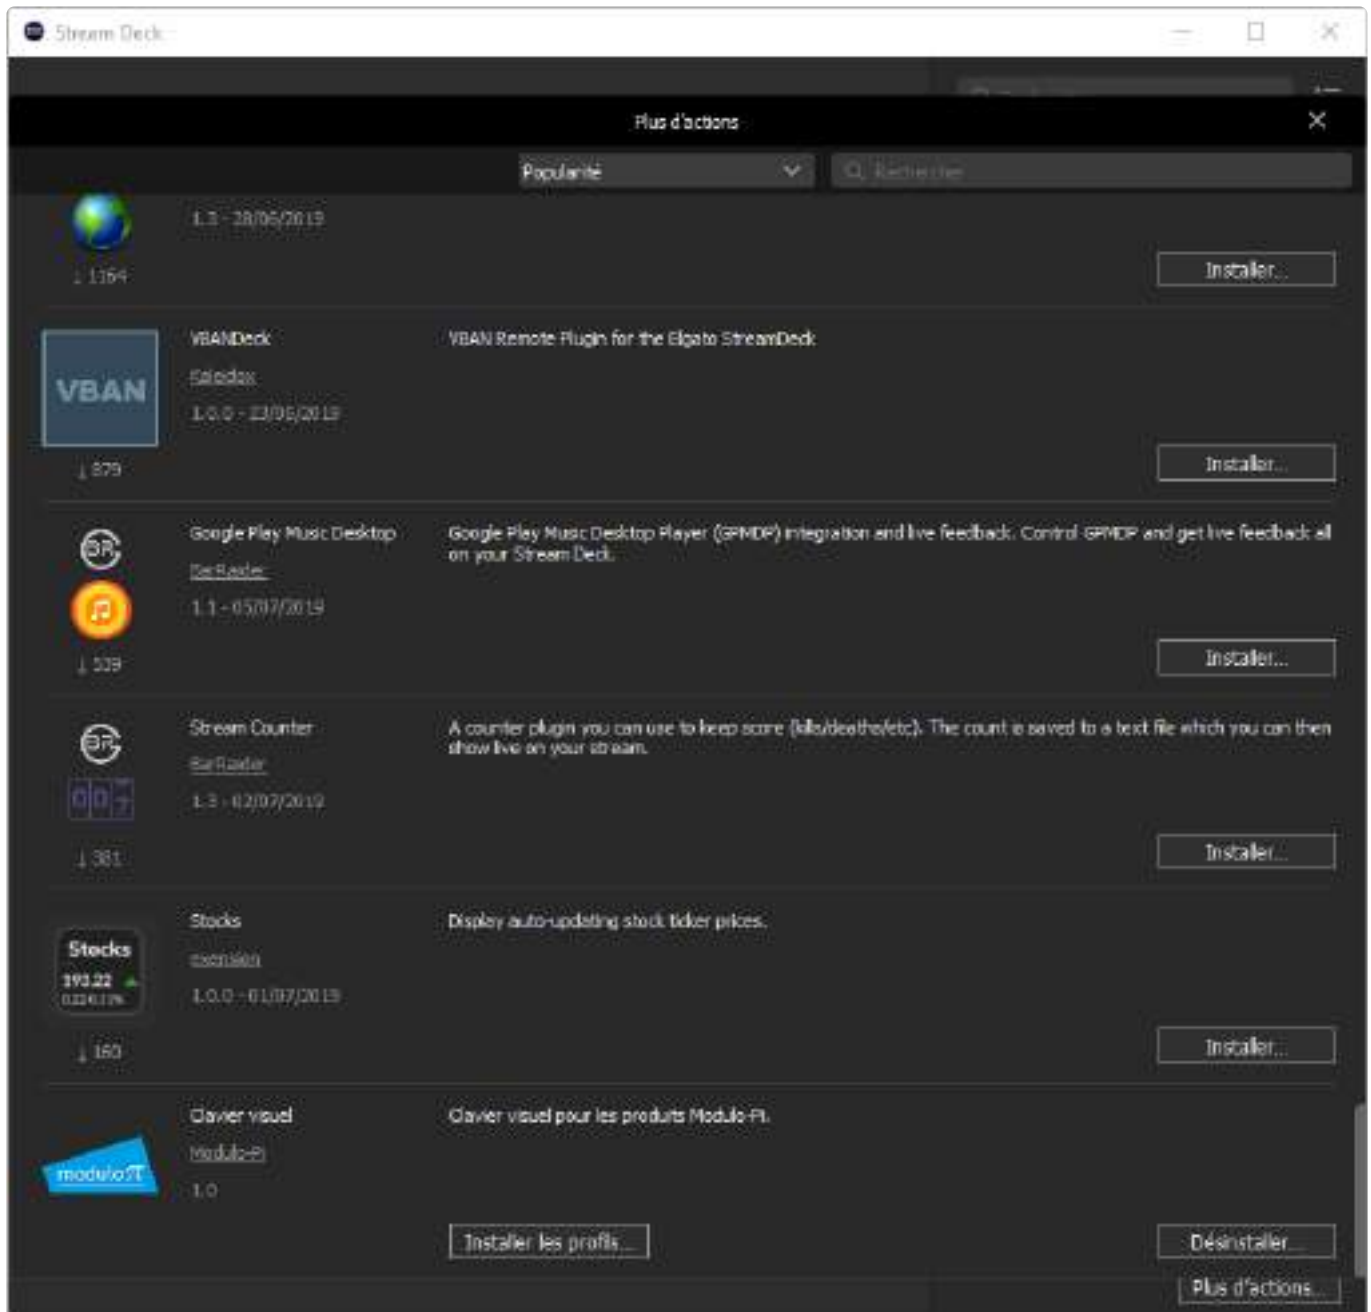 Stream Deck
Plus d'actions
Popularité
Rechercher
1.3 - 28/06/2019
↓ 1164
Installer...
VBAN
VBANDeck
VBAN Remote Plugin for the Elgato StreamDeck
Kaleidox
1.0.0 - 23/06/2019
↓ 879
Installer...
Google Play Music Desktop
Google Play Music Desktop Player (GPMDP) integration and live feedback. Control GPMDP and get live feedback all
on your Stream Deck.
BarRaider
1.1 - 05/07/2019
↓ 539
Installer...
Stream Counter
A counter plugin you can use to keep score (kills/deaths/etc). The count is saved to a text file which you can then
show live on your stream.
BarRaider
1.3 - 02/07/2019
↓ 381
Installer...
Stocks
193.22
Stocks
Display auto-updating stock ticker prices.
exension
1.0.0 - 01/07/2019
↓ 160
Installer...
Clavier visuel
Clavier visuel pour les produits Modulo-Pi.
Modulo-Pi
1.0
moduloπ
Installer les profils...
Désinstaller...
Plus d'actions...